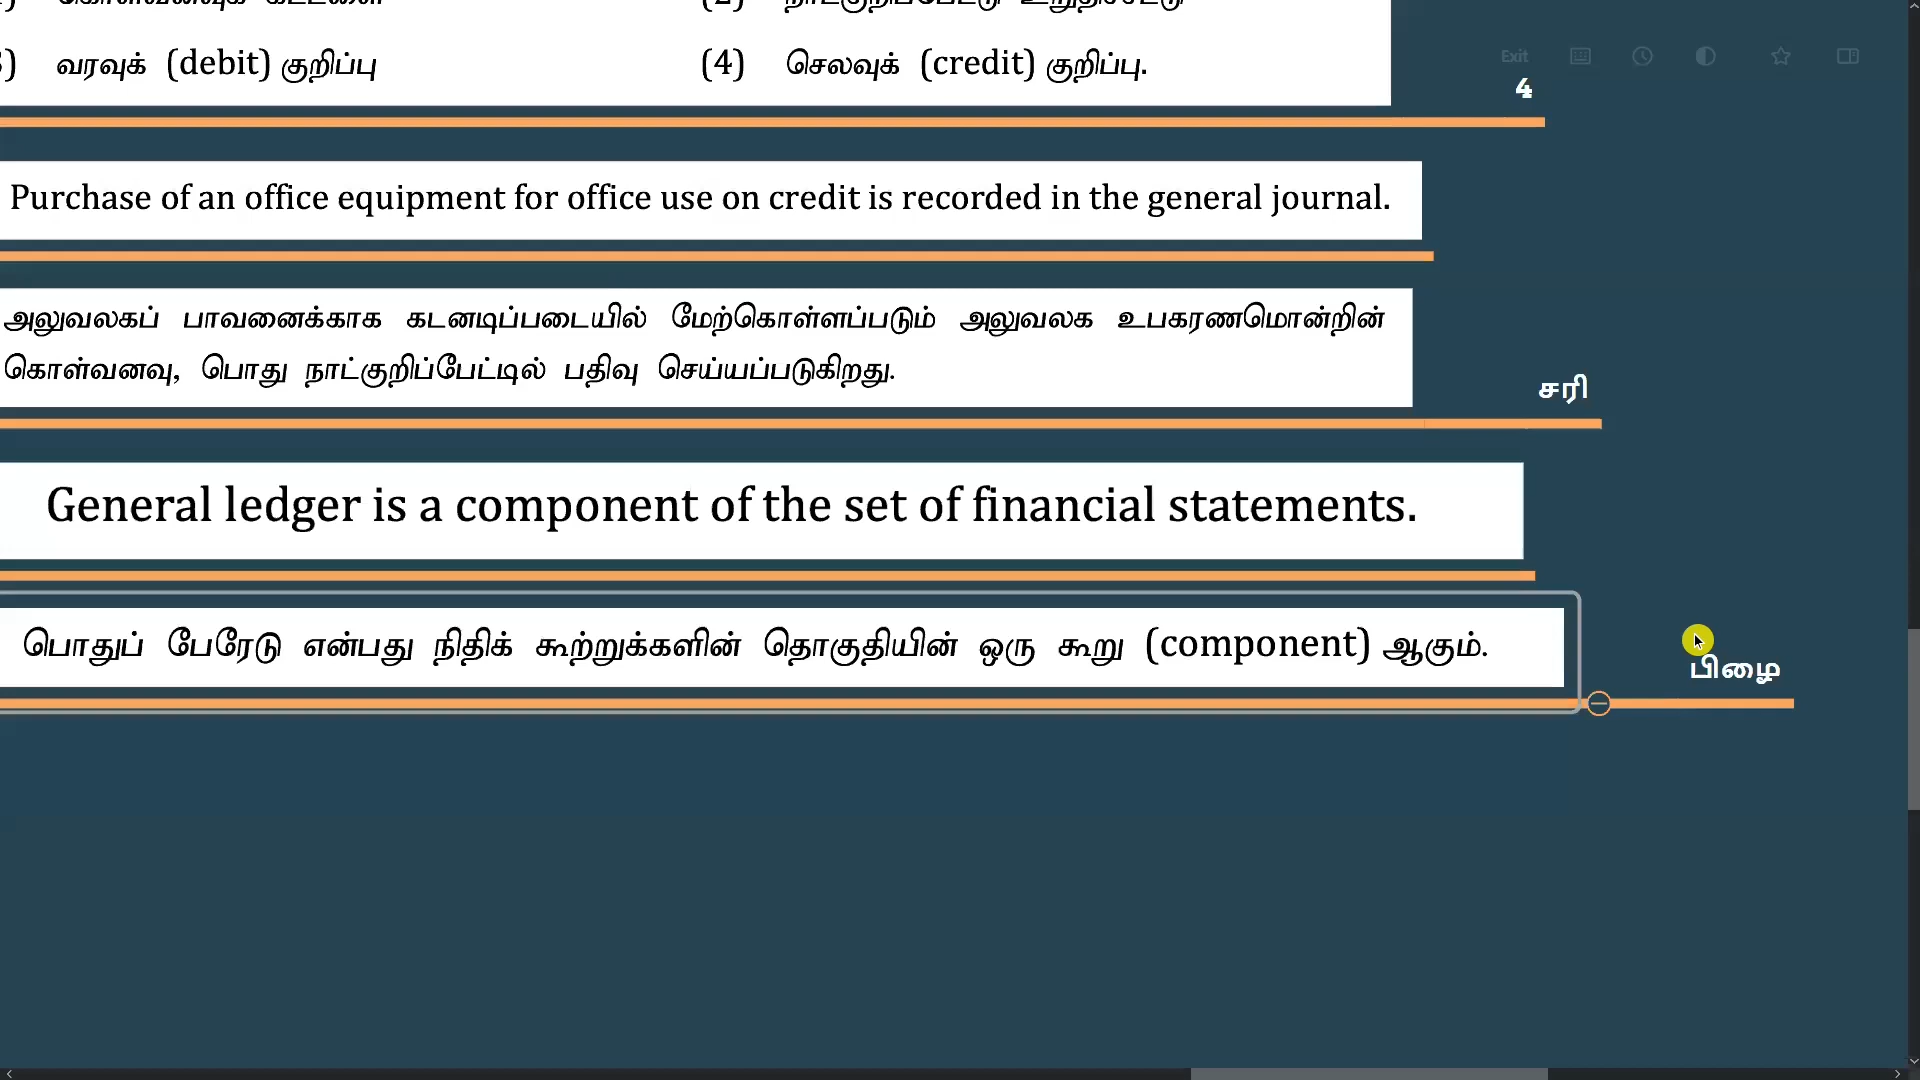 (2)
வரவுக் (debit) குறிப்பு (4) செலவுக் (credit) குறிப்பு.
Exit
4
Purchase of an office equipment for office use on credit is recorded in the general journal.
அலுவலகப் பாவனைக்காக கடனடிப்படையில் மேற்கொள்ளப்படும் அலுவலக உபகரணமொன்றின்
கொள்வனவு, பொது நாட்குறிப்பேட்டில் பதிவு செய்யப்படுகிறது.
சரி
General ledger is a component of the set of financial statements.
பொதுப் பேரேடு என்பது நிதிக் கூற்றுக்களின் தொகுதியின் ஒரு கூறு (component) ஆகும்.
பிழை